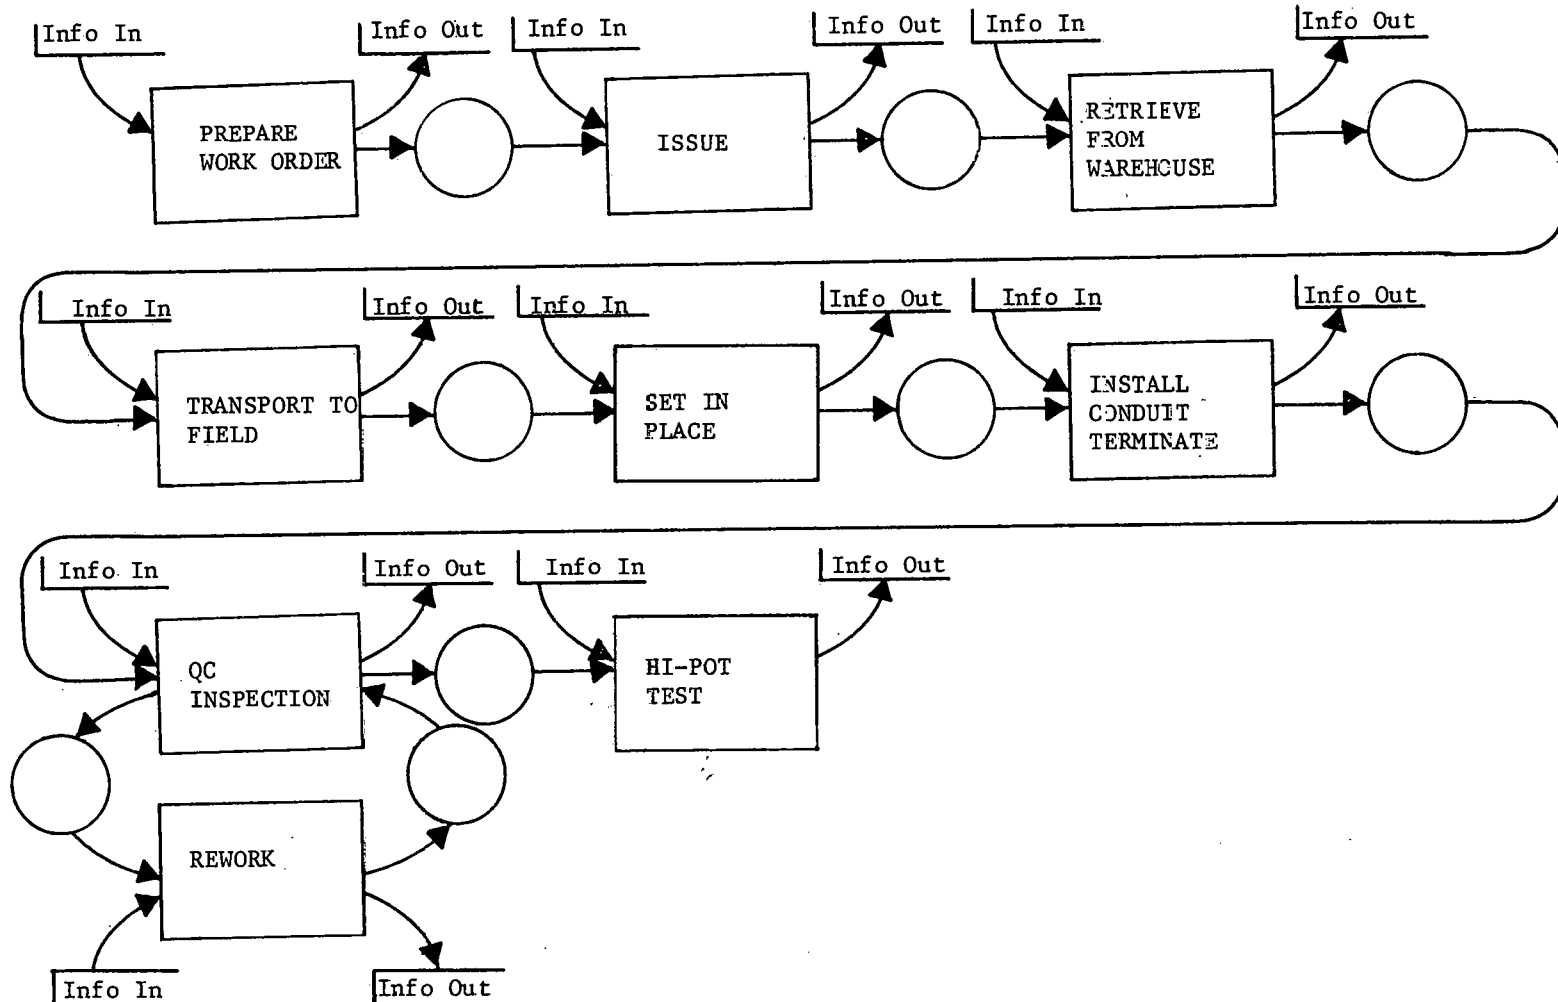 Info In
Info Out
Info In
Info Out
Info In
Info Out
PREPARE
WORK ORDER
ISSUE
RETRIEVE
FROM
WAREHOUSE
Info In
Info Out
Info In
Info Out
Info In
Info Out
TRANSPORT TO
FIELD
SET IN
PLACE
INSTALL
CONDUIT
TERMINATE
Info In
Info Out
Info In
Info Out
QC
INSPECTION
HI-POT
TEST
REWORK
Info In
Info Out